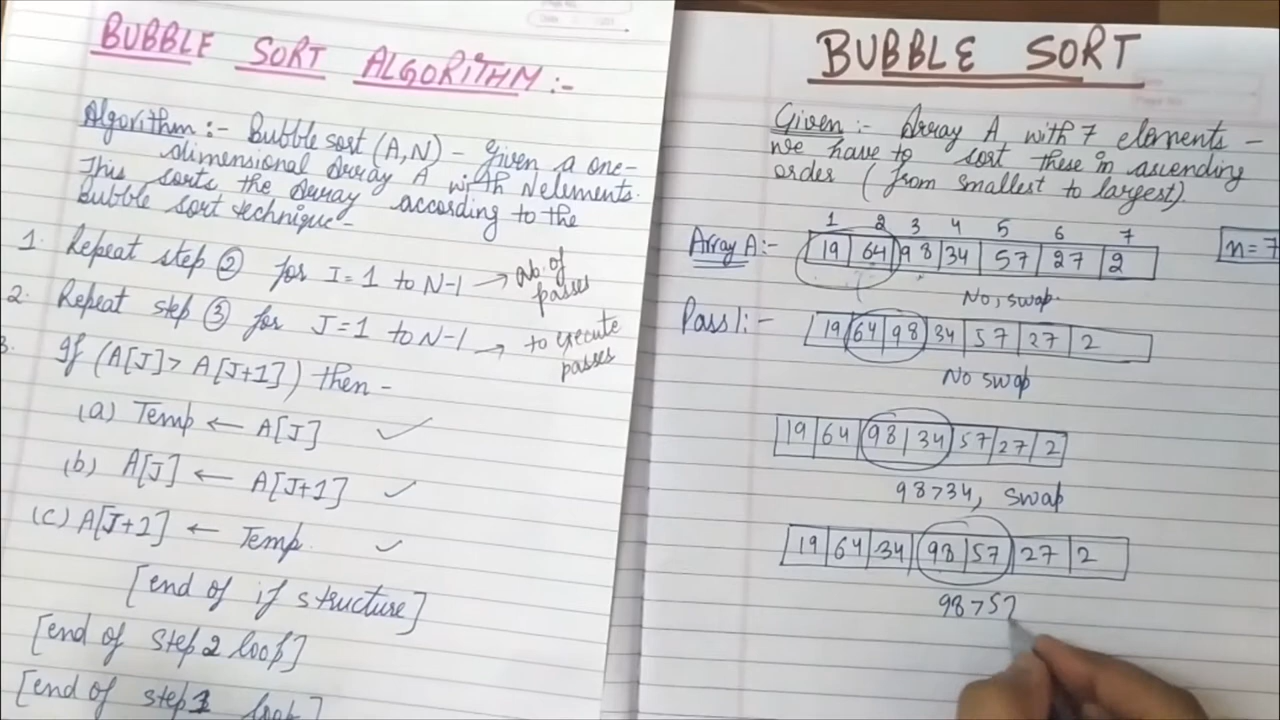 BUBBLE SORT ALGORITHM:-
Algorithm:- Bubble sort (A,N) - Given a one-
dimensional Array A with N elements.
This sorts the Array according to the
bubble sort technique-
1. Repeat step ② for I=1 to N-1 → No. of
passes
2. Repeat step ③ for J=1 to N-1 → to execute
passes
3. If (A[J] > A[J+1]) then -
(a) Temp ← A[J] ✓
(b) A[J] ← A[J+1] ✓
(c) A[J+1] ← Temp. ✓
[end of if structure]
[end of step 2 loop]
[end of step 1 loop]
BUBBLE SORT
Given:- Array A with 7 elements -
we have to sort these in ascending
order (from smallest to largest).
1 2 3 4 5 6 7
Array A:- 19 64 98 34 57 27 2 n=7
No, swap.
Pass 1:- 19 64 98 34 57 27 2
No swap
19 64 98 34 57 27 2
98>34, swap
19 64 34 98 57 27 2
98>57